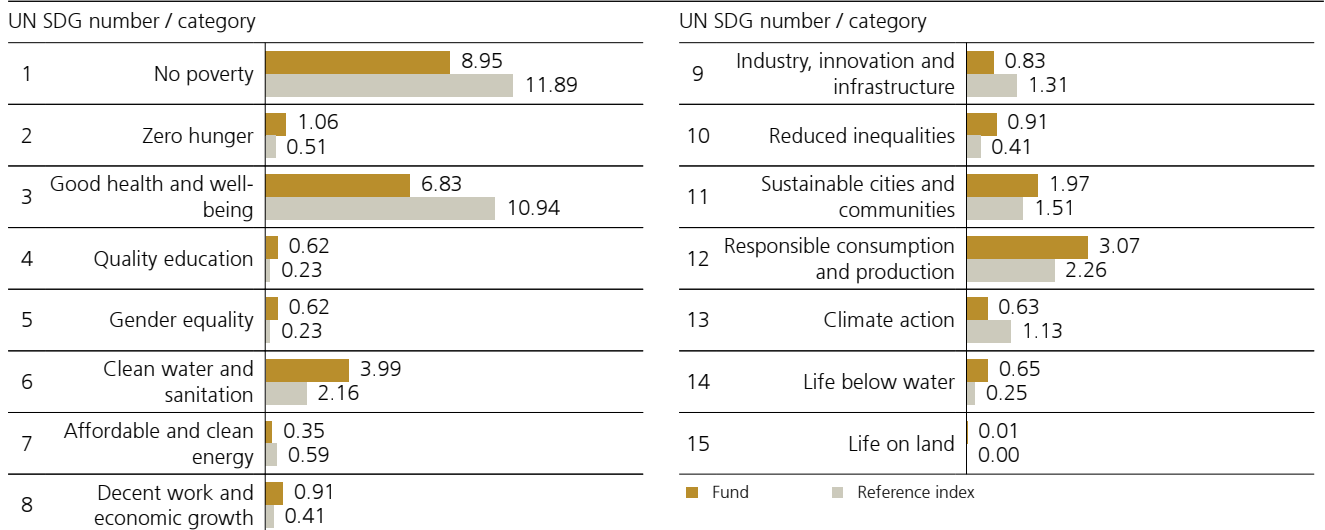 UN SDG number / category
1 No poverty 8.95
11.89
2 Zero hunger 1.06
0.51
3 Good health and well-
being 6.83
10.94
4 Quality education 0.62
0.23
5 Gender equality 0.62
0.23
6 Clean water and
sanitation 3.99
2.16
7 Affordable and clean
energy 0.35
0.59
8 Decent work and
economic growth 0.91
0.41
UN SDG number / category
9 Industry, innovation and
infrastructure 0.83
1.31
10 Reduced inequalities 0.91
0.41
11 Sustainable cities and
communities 1.97
1.51
12 Responsible consumption
and production 3.07
2.26
13 Climate action 0.63
1.13
14 Life below water 0.65
0.25
15 Life on land 0.01
0.00
Fund Reference index